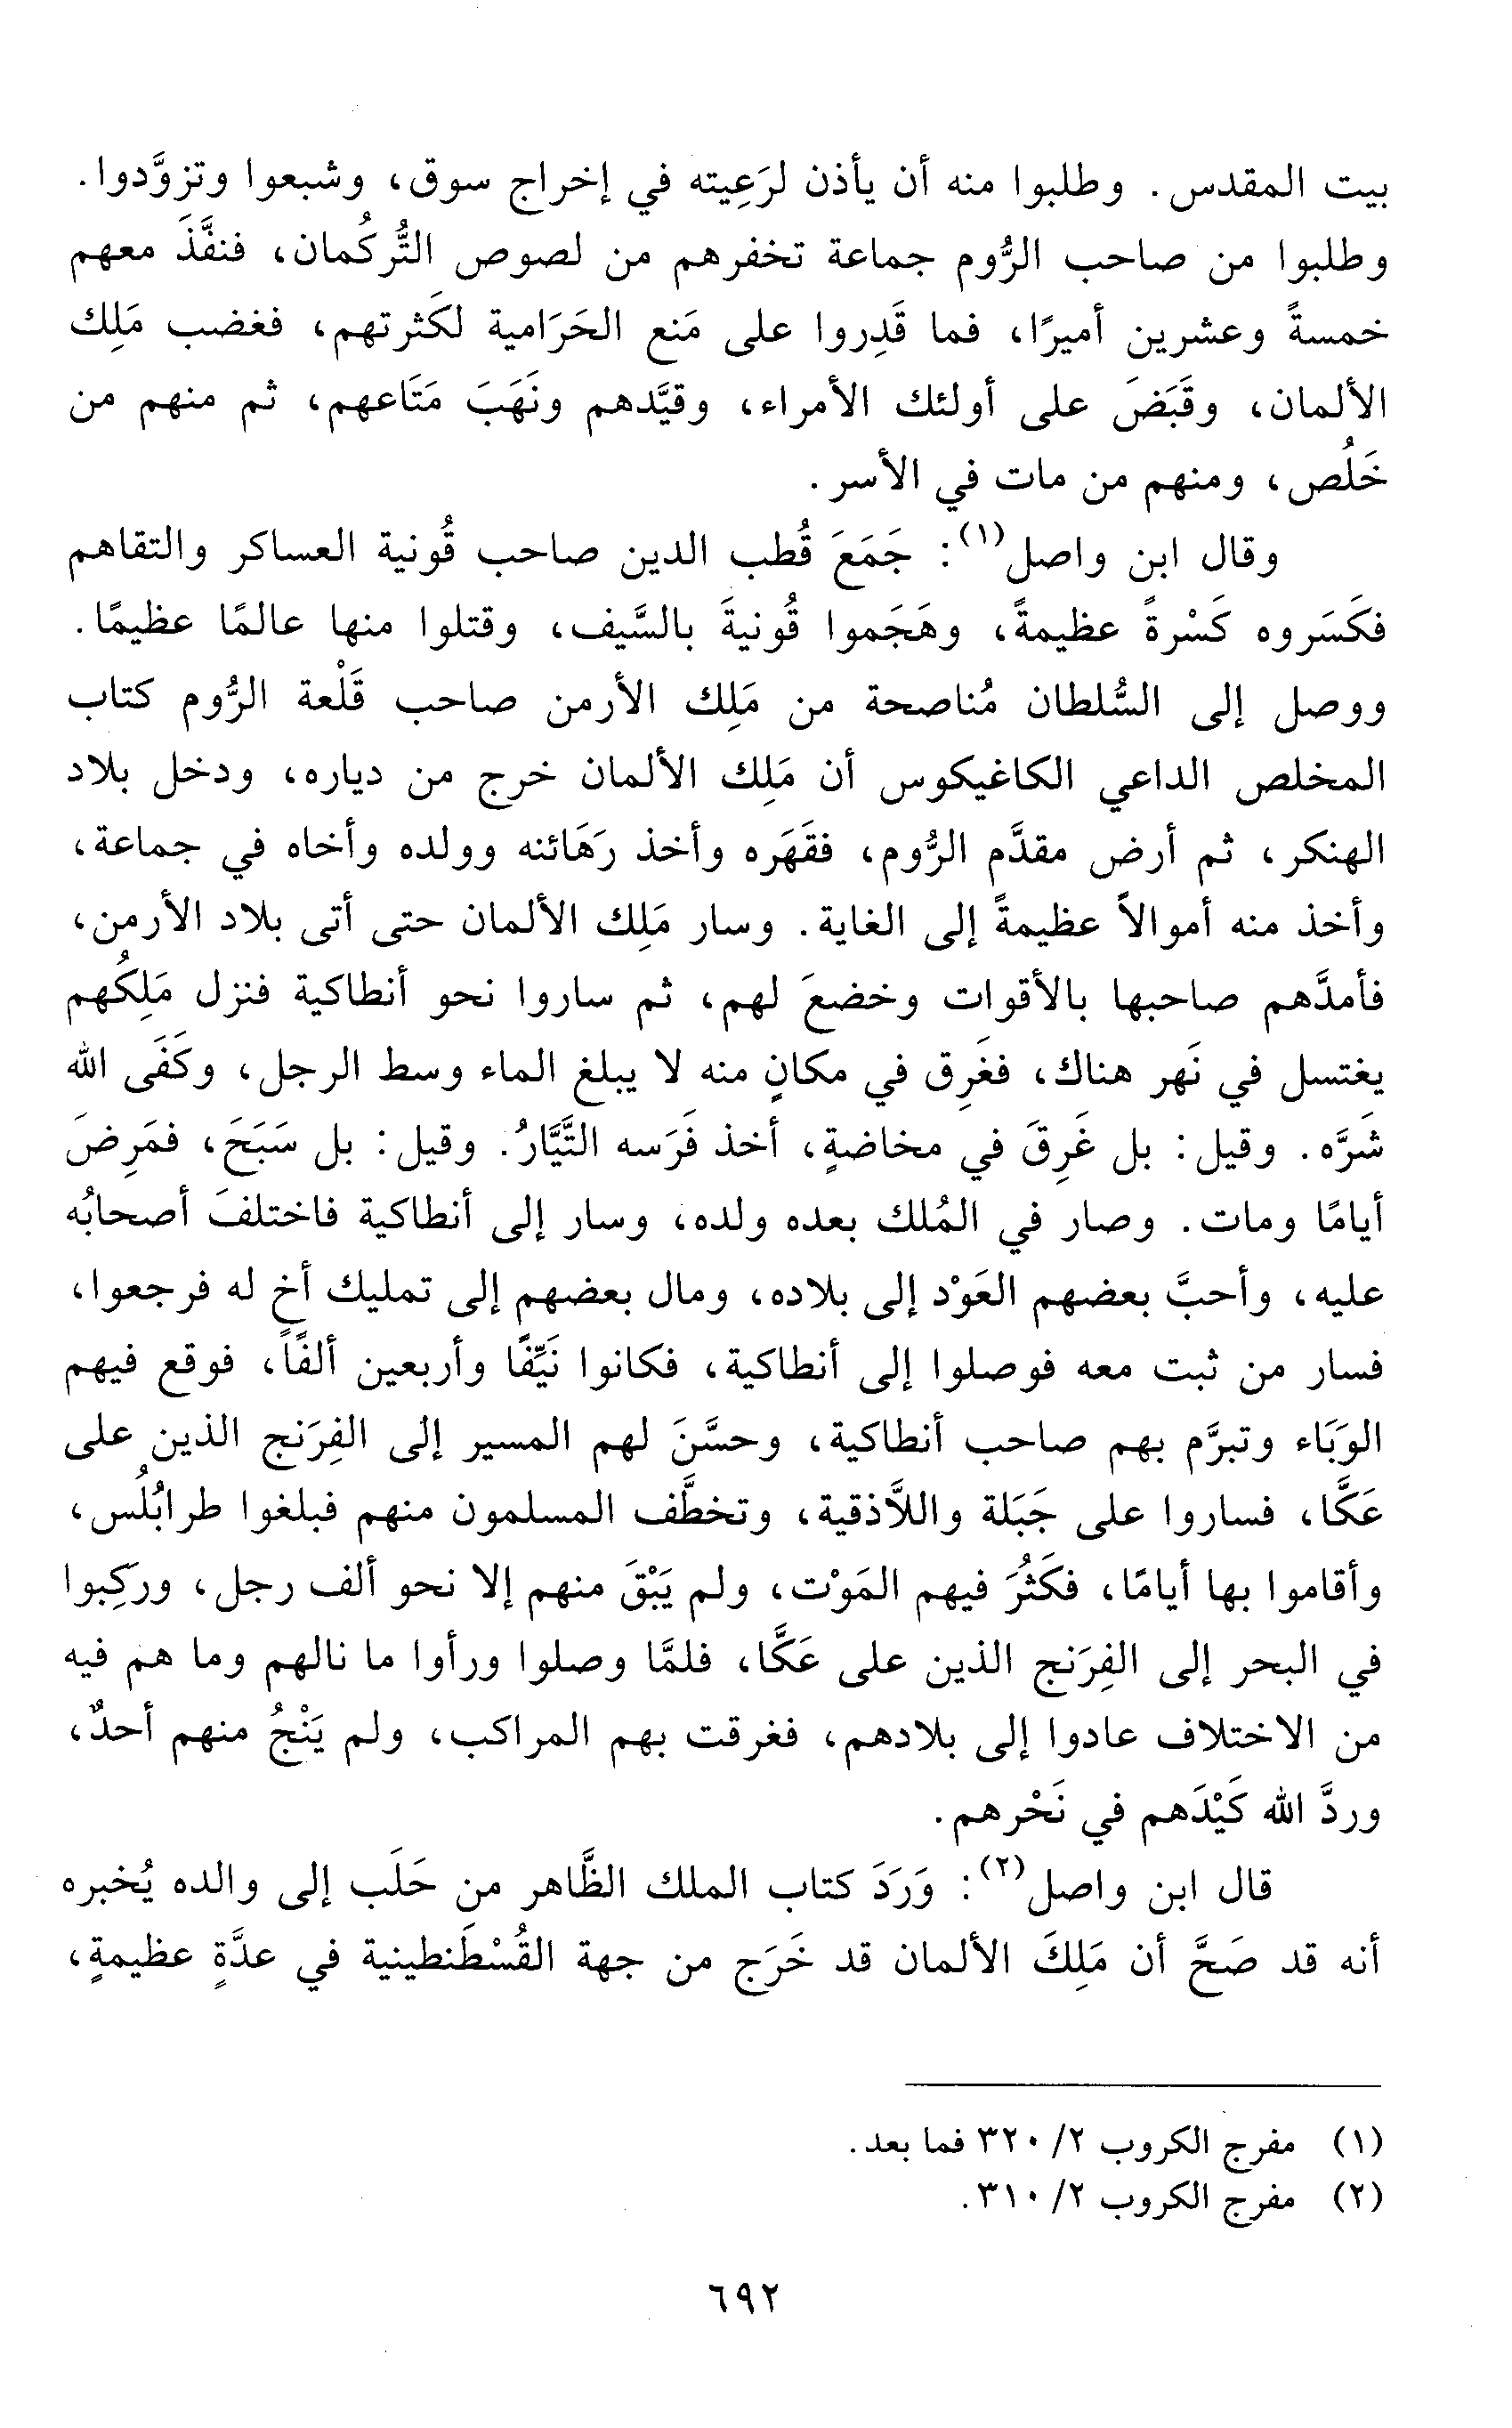 بيت المقدس. وطلبوا منه أن يأذن لرَعِيته في إخراج سوق، وشبعوا وتزوَّدوا.
وطلبوا من صاحب الرُّوم جماعة تخفرهم من لصوص التُّركُمان، فنفَّذَ معهم
خمسةً وعشرين أميرًا، فما قَدِروا على مَنع الحَرَامية لكَثرتهم، فغضب مَلِك
الألمان، وقَبَضَ على أولئك الأمراء، وقيَّدهم ونَهَبَ مَتَاعهم، ثم منهم من
خَلُص، ومنهم من مات في الأسر.
وقال ابن واصل(١): جَمَعَ قُطب الدين صاحب قُونية العساكر والتقاهم
فكَسَروه كَسْرةً عظيمةً، وهَجَموا قُونيةَ بالسَّيف، وقتلوا منها عالمًا عظيمًا.
ووصل إلى السُّلطان مُناصحة من مَلِك الأرمن صاحب قَلْعة الرُّوم كتاب
المخلص الداعي الكاغيكوس أن مَلِك الألمان خرج من دياره، ودخل بلاد
الهنكر، ثم أرض مقدَّم الرُّوم، فقَهَره وأخذ رَهَائنه وولده وأخاه في جماعة،
وأخذ منه أموالاً عظيمةً إلى الغاية. وسار مَلِك الألمان حتى أتى بلاد الأرمن،
فأمدَّهم صاحبها بالأقوات وخضعَ لهم، ثم ساروا نحو أنطاكية فنزل مَلِكُهم
يغتسل في نَهر هناك، فغَرِق في مكانٍ منه لا يبلغ الماء وسط الرجل، وكَفَى الله
شَرَّه. وقيل: بل غَرِقَ في مخاضةٍ، أخذ فَرَسه التَّيَّارُ. وقيل: بل سَبَحَ، فمَرِضَ
أيامًا ومات. وصار في المُلك بعده ولده، وسار إلى أنطاكية فاختلفَ أصحابُه
عليه، وأحبَّ بعضهم العَوْد إلى بلاده، ومال بعضهم إلى تمليك أخٍ له فرجعوا،
فسار من ثبت معه فوصلوا إلى أنطاكية، فكانوا نَيِّفًا وأربعين ألفًا، فوقع فيهم
الوَبَاء وتبرَّم بهم صاحب أنطاكية، وحسَّنَ لهم المسير إلى الفِرَنج الذين على
عَكَّا، فساروا على جَبَلة واللاَّذقية، وتخطَّف المسلمون منهم فبلغوا طرابُلُس،
وأقاموا بها أيامًا، فكَثُرَ فيهم المَوْت، ولم يَبْقَ منهم إلا نحو ألف رجل، وركِبوا
في البحر إلى الفِرَنج الذين على عَكَّا، فلمَّا وصلوا ورأوا ما نالهم وما هم فيه
من الاختلاف عادوا إلى بلادهم، فغرقت بهم المراكب، ولم يَنْجُ منهم أحدٌ،
وردَّ الله كَيْدَهم في نَحْرهم.
قال ابن واصل(٢): وَرَدَ كتاب الملك الظَّاهر من حَلَب إلى والده يُخبره
أنه قد صَحَّ أن مَلِكَ الألمان قد خَرَج من جهة القُسْطَنطينية في عدَّةٍ عظيمةٍ،
(١) مفرج الكروب ٢/ ٣٢٠ فما بعد.
(٢) مفرج الكروب ٢/ ٣١٠.
٦٩٢